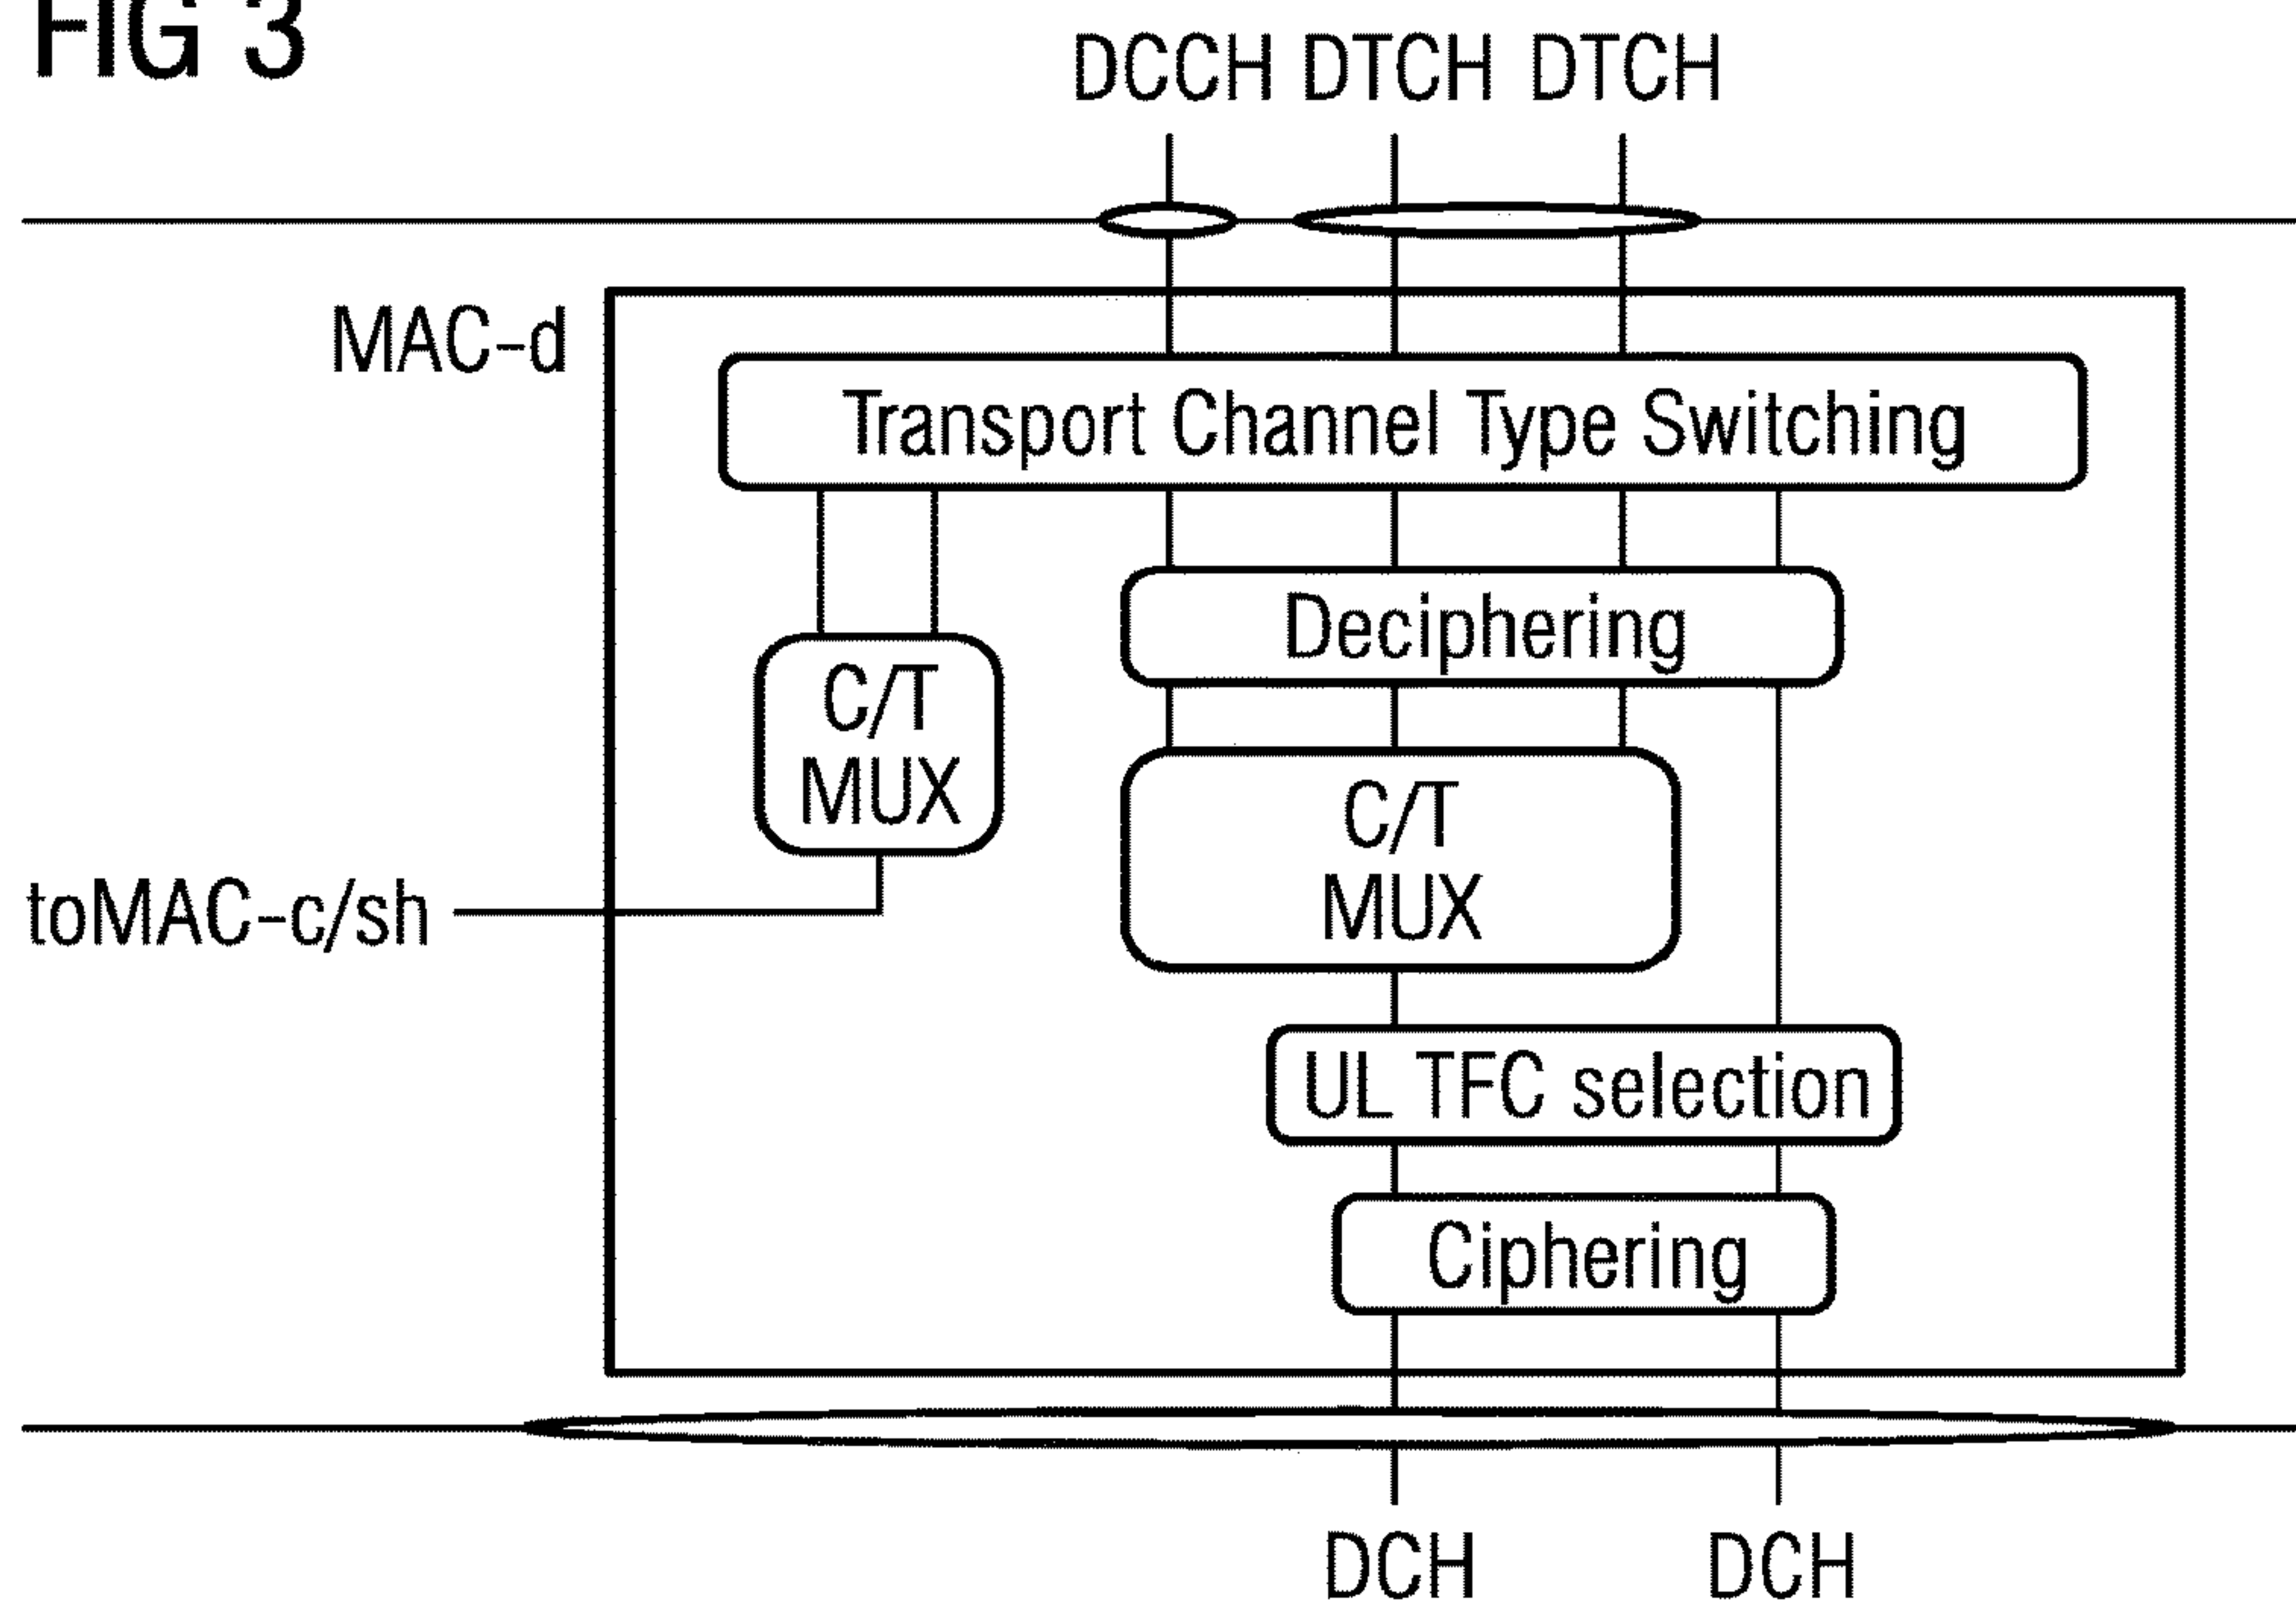 FIG 3
DCCH DTCH DTCH
MAC-d
Transport Channel Type Switching
Deciphering
C/T
MUX
C/T
MUX
toMAC-c/sh
UL TFC selection
Ciphering
DCH DCH